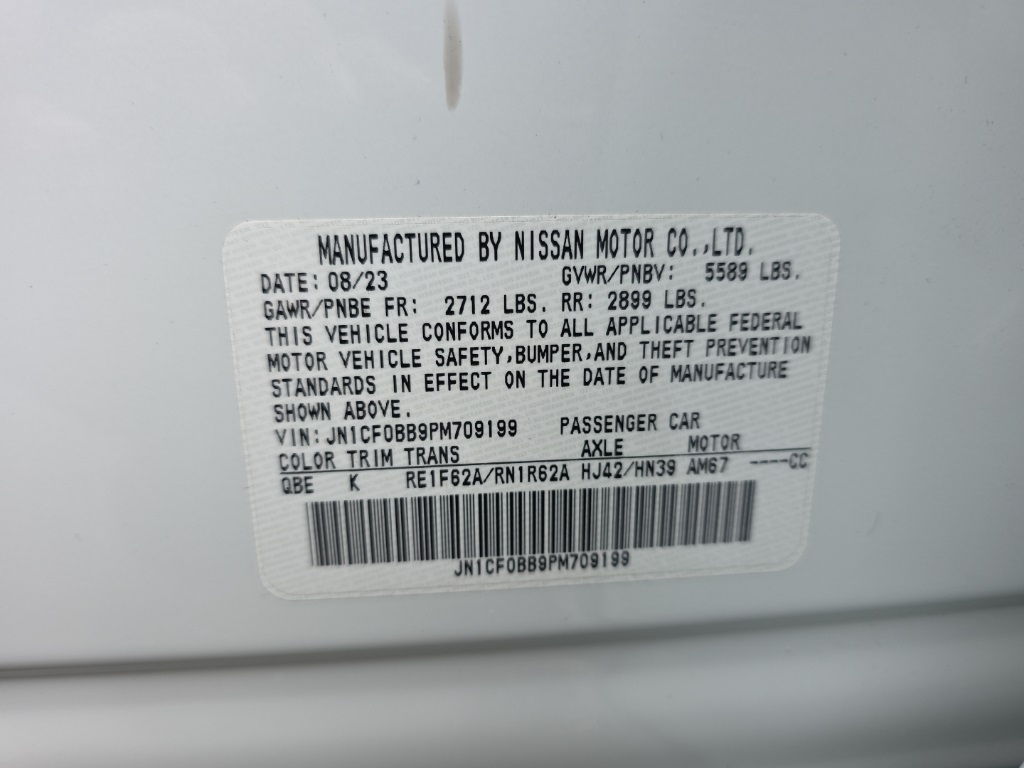 MANUFACTURED BY NISSAN MOTOR CO.,LTD.
DATE: 08/23 GVWR/PNBV: 5589 LBS.
GAWR/PNBE FR: 2712 LBS. RR: 2899 LBS.
THIS VEHICLE CONFORMS TO ALL APPLICABLE FEDERAL
MOTOR VEHICLE SAFETY,BUMPER,AND THEFT PREVENTION
STANDARDS IN EFFECT ON THE DATE OF MANUFACTURE
SHOWN ABOVE.
VIN:JN1CF0BB9PM709199 PASSENGER CAR
COLOR TRIM TRANS AXLE MOTOR
QBE K RE1F62A/RN1R62A HJ42/HN39 AM67 ----CC
JN1CF0BB9PM709199